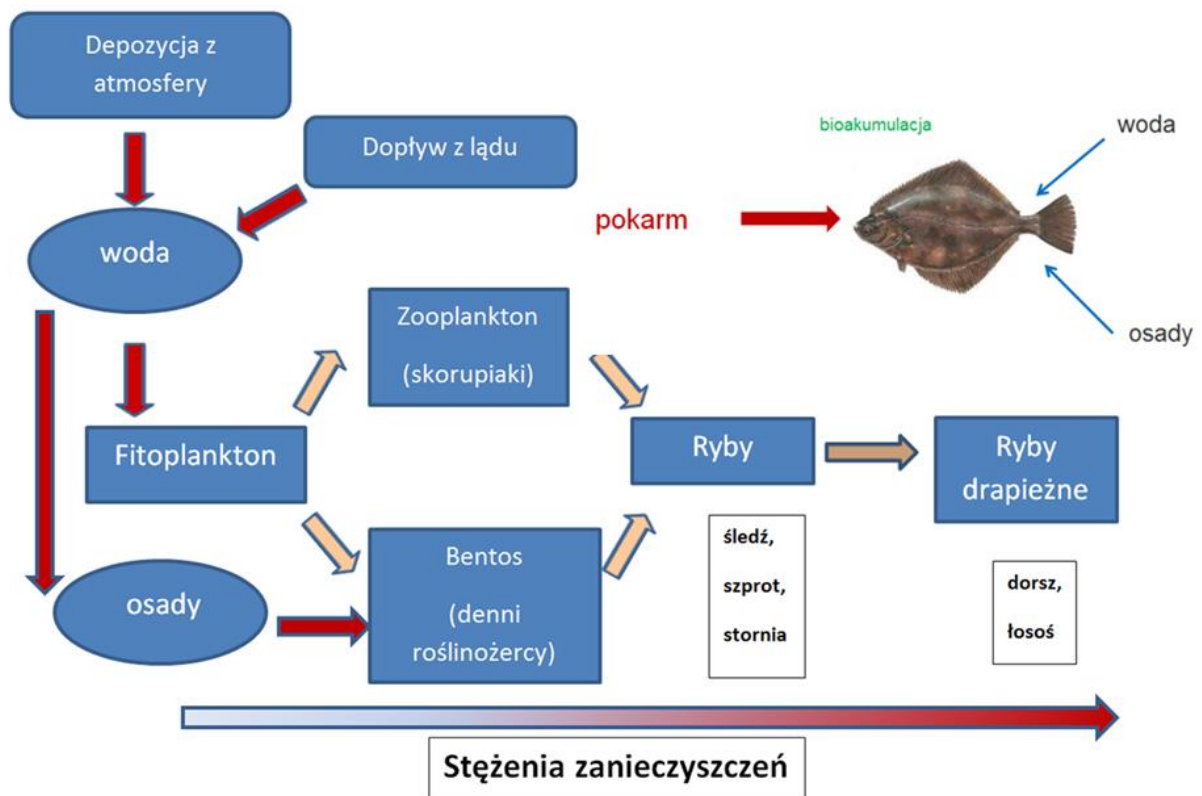 Depozycja z
atmosfery
Dopływ z lądu
woda
bioakumulacja
woda
pokarm
osady
Zooplankton
(skorupiaki)
Fitoplankton
Ryby
Ryby
drapieżne
śledź,
szprot,
stornia
dorsz,
łosoś
osady
Bentos
(denni
roślinożercy)
Stężenia zanieczyszczeń